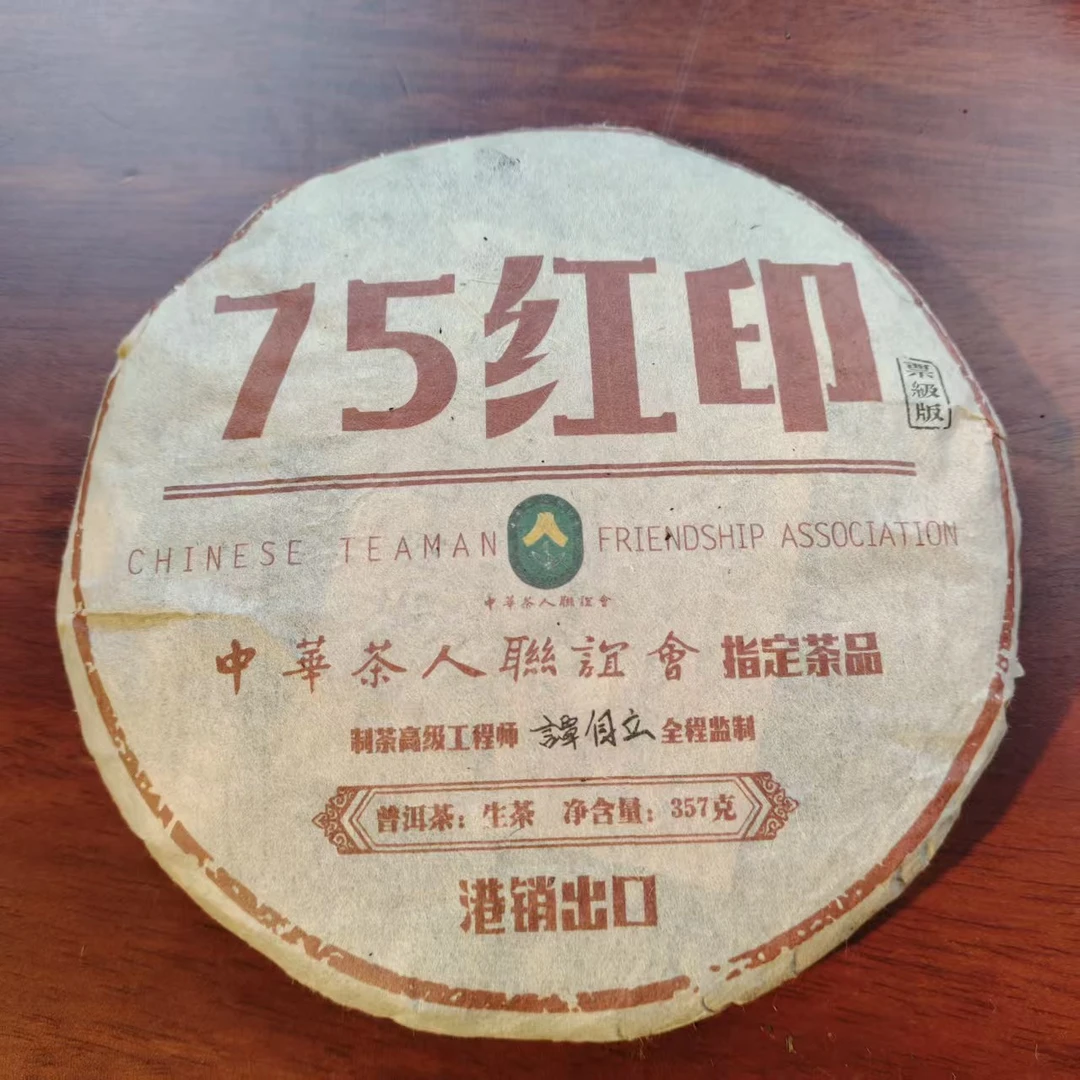 75红印
票級版
CHINESE TEAMAN FRIENDSHIP ASSOCIATION
中華茶人聯誼會
中華茶人聯誼會 指定茶品
制茶高级工程师 譚自立 全程监制
普洱茶：生茶 净含量：357克
港销出口